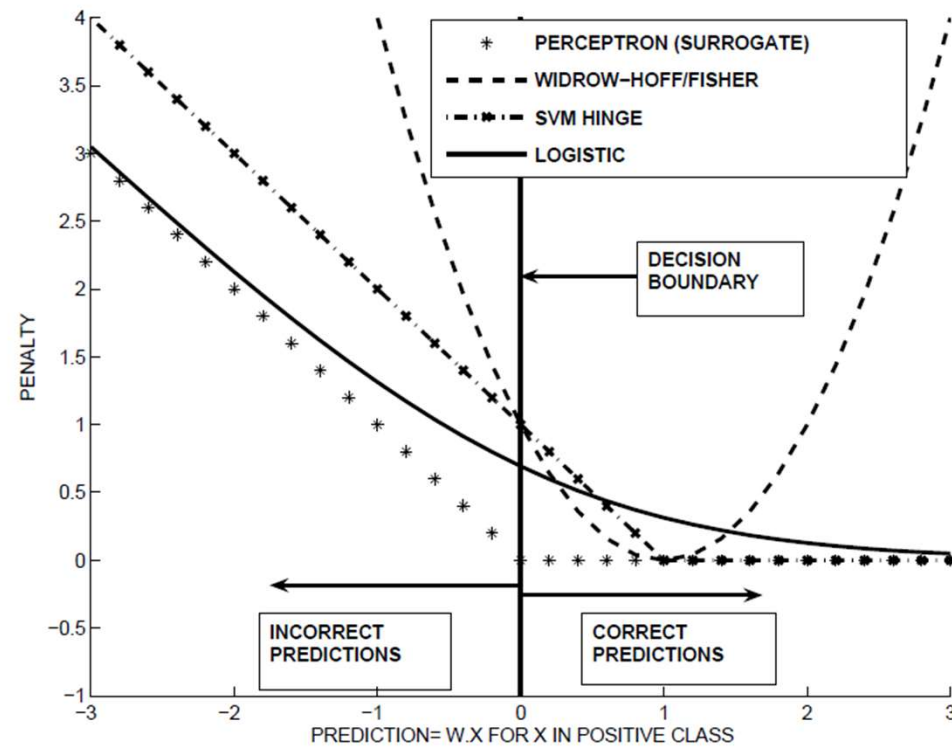 4
3.5
3
2.5
2
1.5
1
0.5
0
−0.5
−1
−3
−2
−1
0
1
2
3
PENALTY
PREDICTION= W.X FOR X IN POSITIVE CLASS
PERCEPTRON (SURROGATE)
WIDROW−HOFF/FISHER
SVM HINGE
LOGISTIC
DECISION
BOUNDARY
INCORRECT
PREDICTIONS
CORRECT
PREDICTIONS